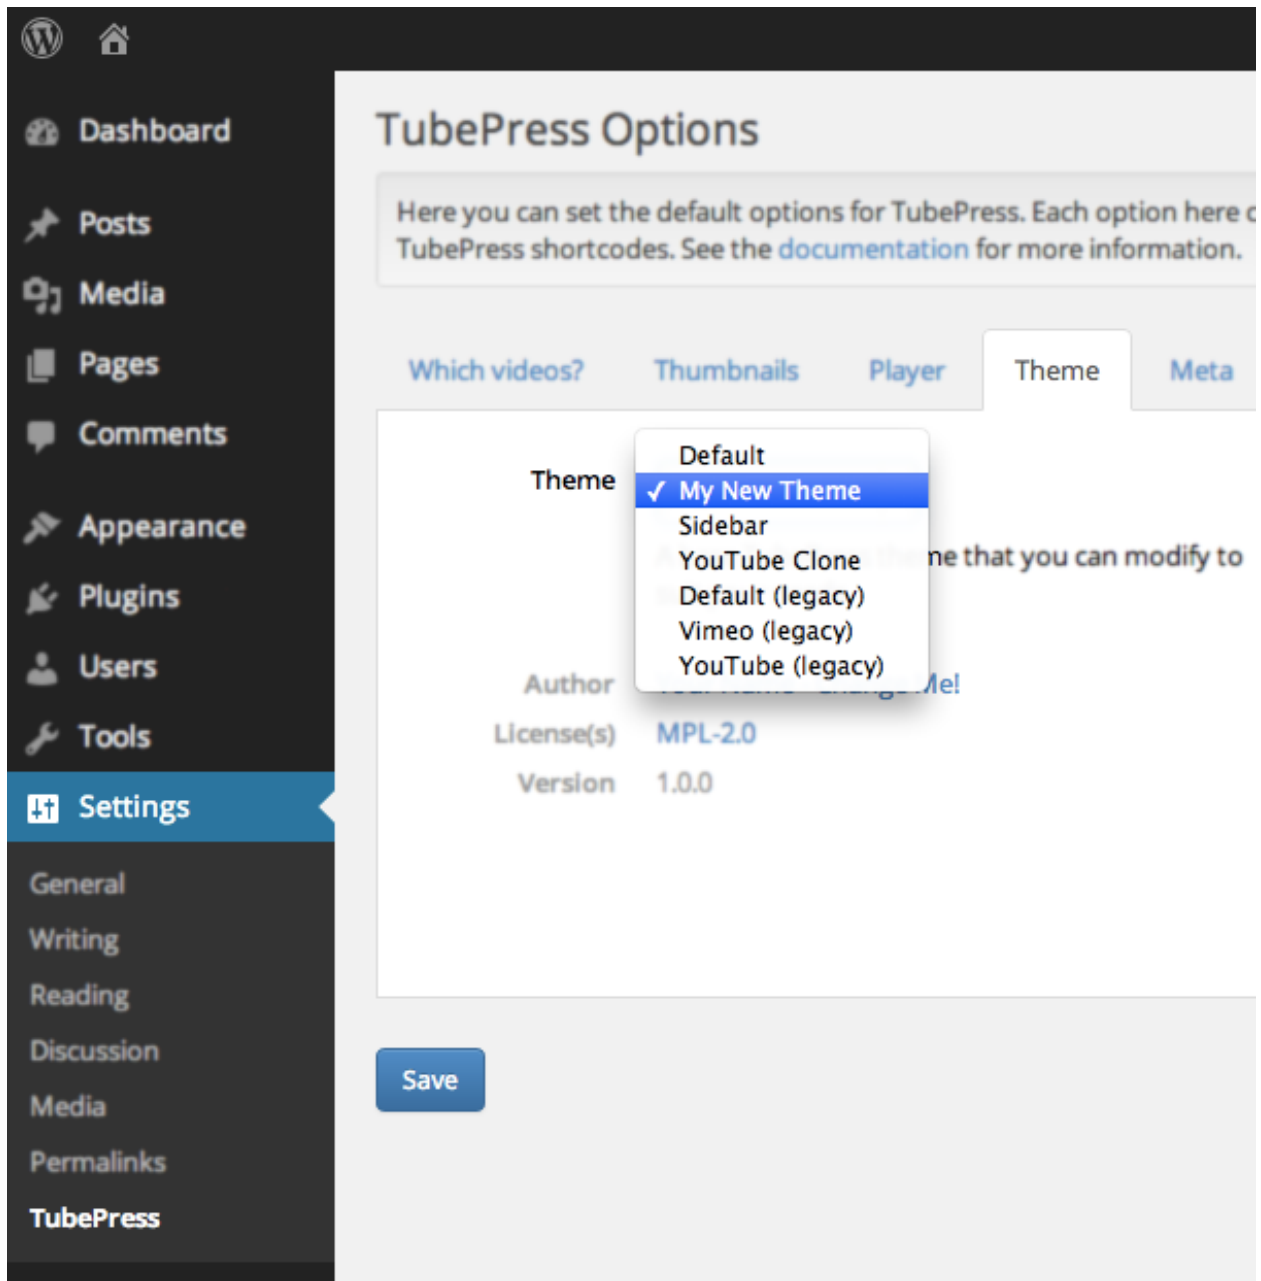 Dashboard
Posts
Media
Pages
Comments
Appearance
Plugins
Users
Tools
Settings
General
Writing
Reading
Discussion
Media
Permalinks
TubePress
TubePress Options
Here you can set the default options for TubePress. Each option here
TubePress shortcodes. See the documentation for more information.
Which videos? Thumbnails Player Theme Meta
Theme
Default
✓ My New Theme
Sidebar
YouTube Clone
Default (legacy)
Vimeo (legacy)
YouTube (legacy)
that you can modify to
Author Me!
License(s) MPL-2.0
Version 1.0.0
Save